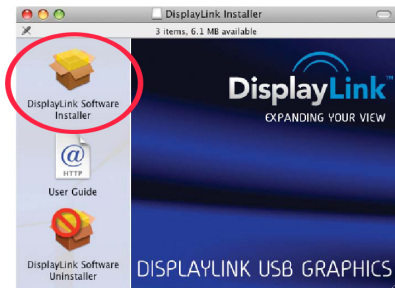 DisplayLink Installer
3 items, 6.1 MB available
DisplayLink Software
Installer
HTTP
User Guide
DisplayLink Software
Uninstaller
DisplayLink™
EXPANDING YOUR VIEW
DISPLAYLINK USB GRAPHICS